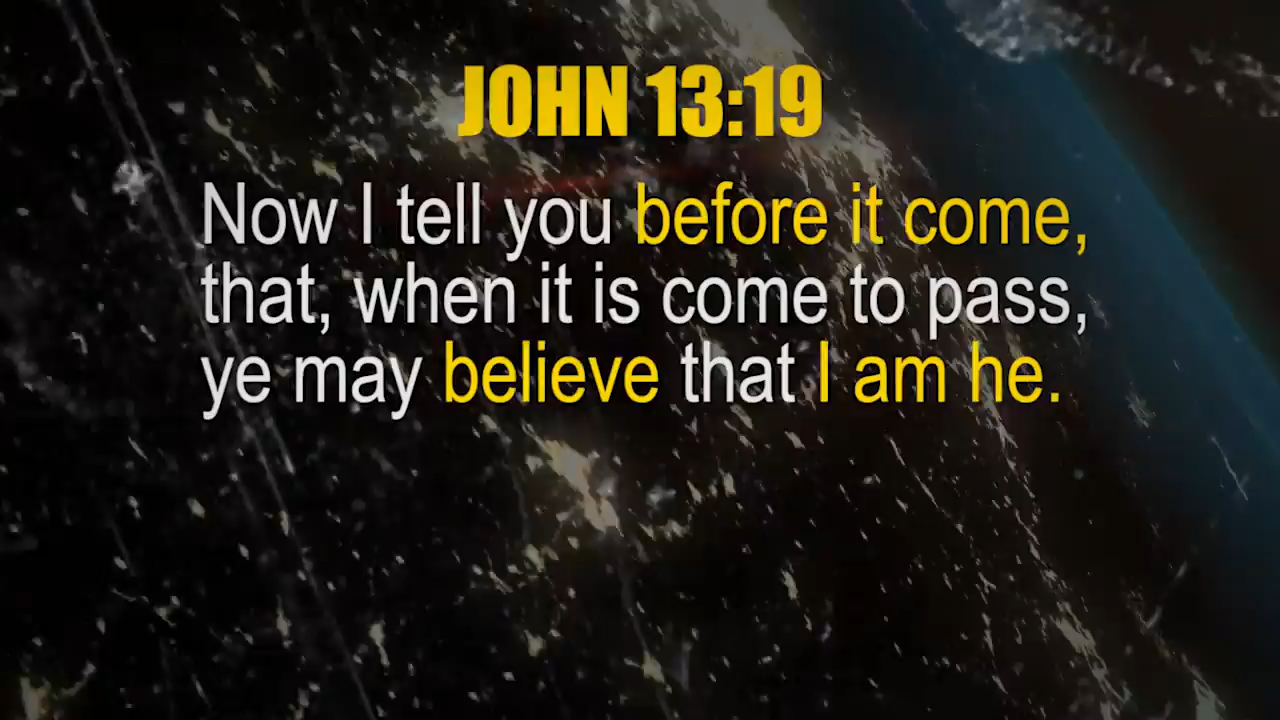 JOHN 13:19
Now I tell you before it come,
that, when it is come to pass,
ye may believe that I am he.